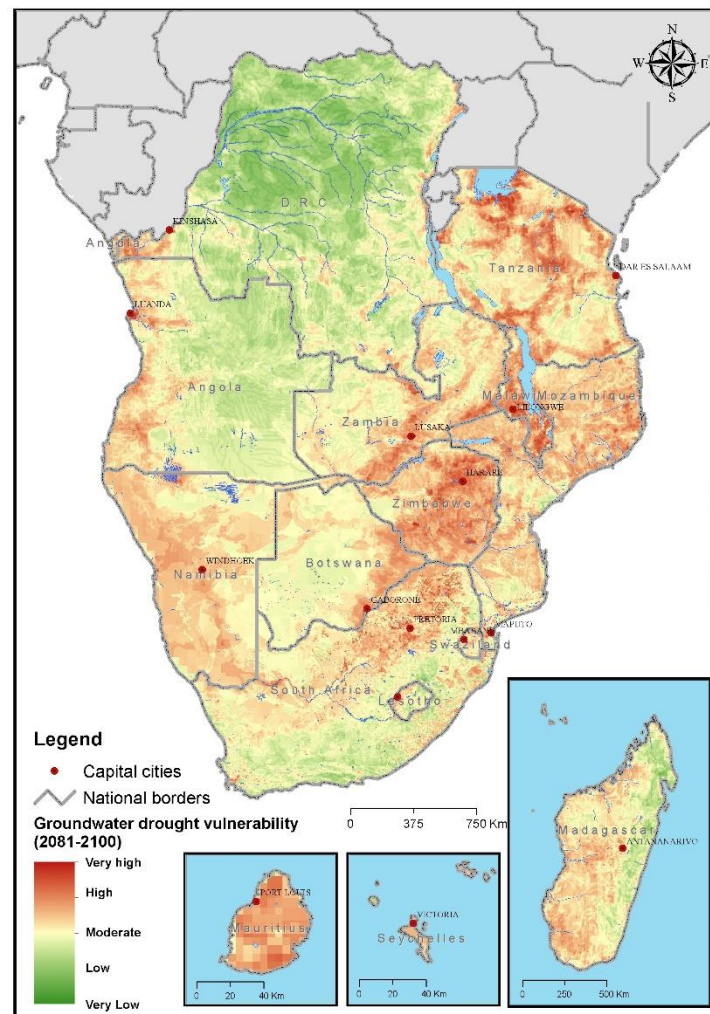 N
W E
S
D.R.C
KINSHASA
Angola
Tanzania
DAR ES SALAAM
LUANDA
Angola
Malawi
Mozambique
LILONGWE
Zambia
LUSAKA
HARARE
Zimbabwe
Botswana
WINDHOEK
Namibia
GABORONE
PRETORIA
MAPUTO
Swaziland
South Africa
Lesotho
Legend
Capital cities
National borders
Groundwater drought vulnerability
(2081-2100)
Very high
High
Moderate
Low
Very Low
0 375 750 Km
PORT LOUIS
Mauritius
0 20 40 Km
VICTORIA
Seychelles
0 20 40 Km
Madagascar
ANTANANARIVO
0 250 500 Km